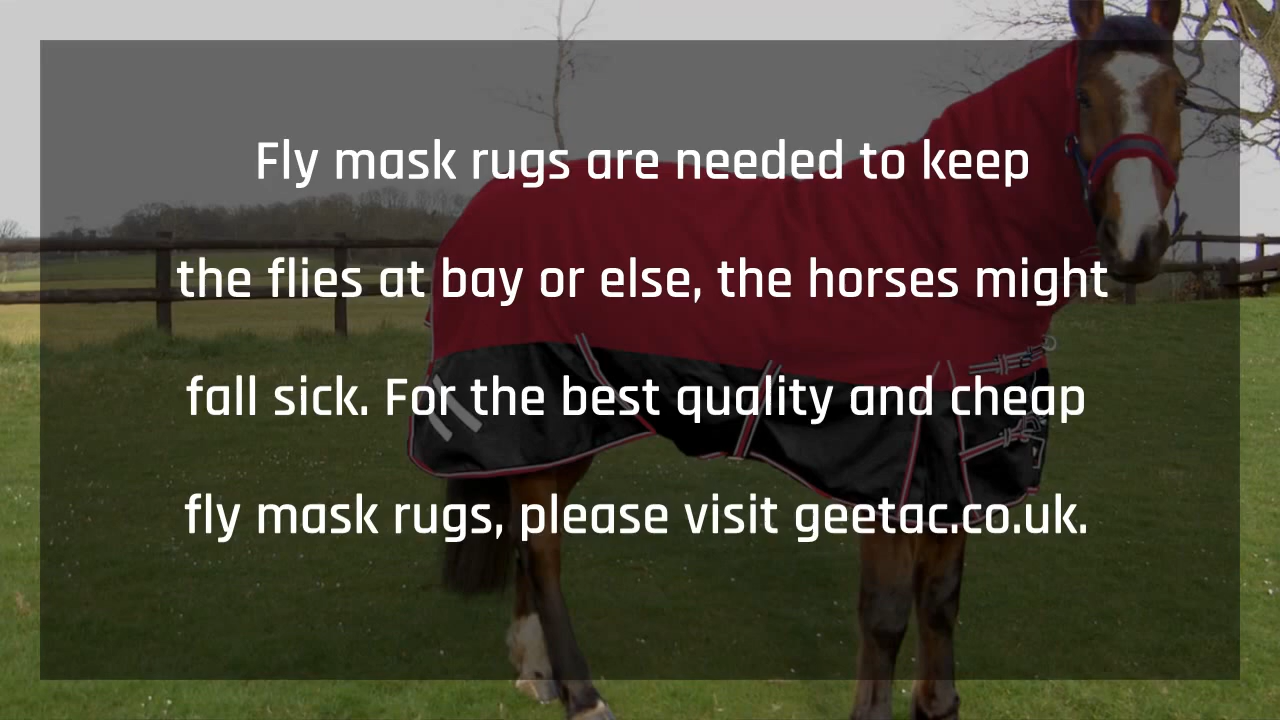 Fly mask rugs are needed to keep
the flies at bay or else, the horses might
fall sick. For the best quality and cheap
fly mask rugs, please visit geetac.co.uk.